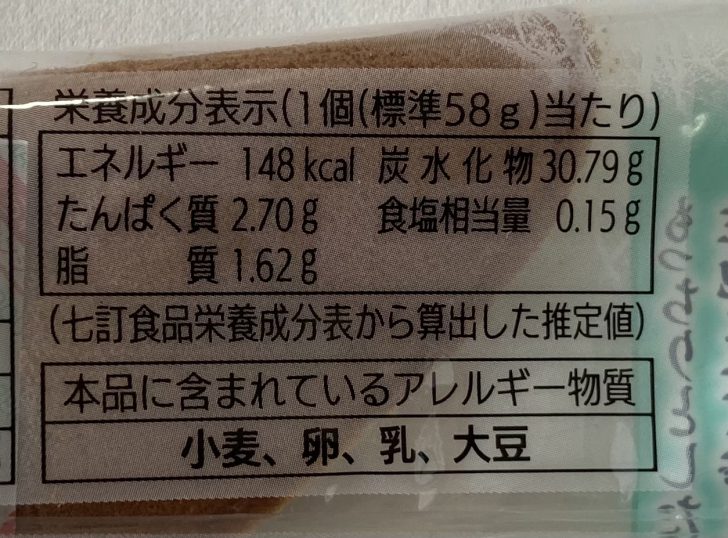 栄養成分表示(1個(標準58g)当たり)
エネルギー 148kcal 炭水化物30.79g
たんぱく質 2.70g 食塩相当量 0.15g
脂質 1.62g
(七訂食品栄養成分表から算出した推定値)
本品に含まれているアレルギー物質
小麦、卵、乳、大豆